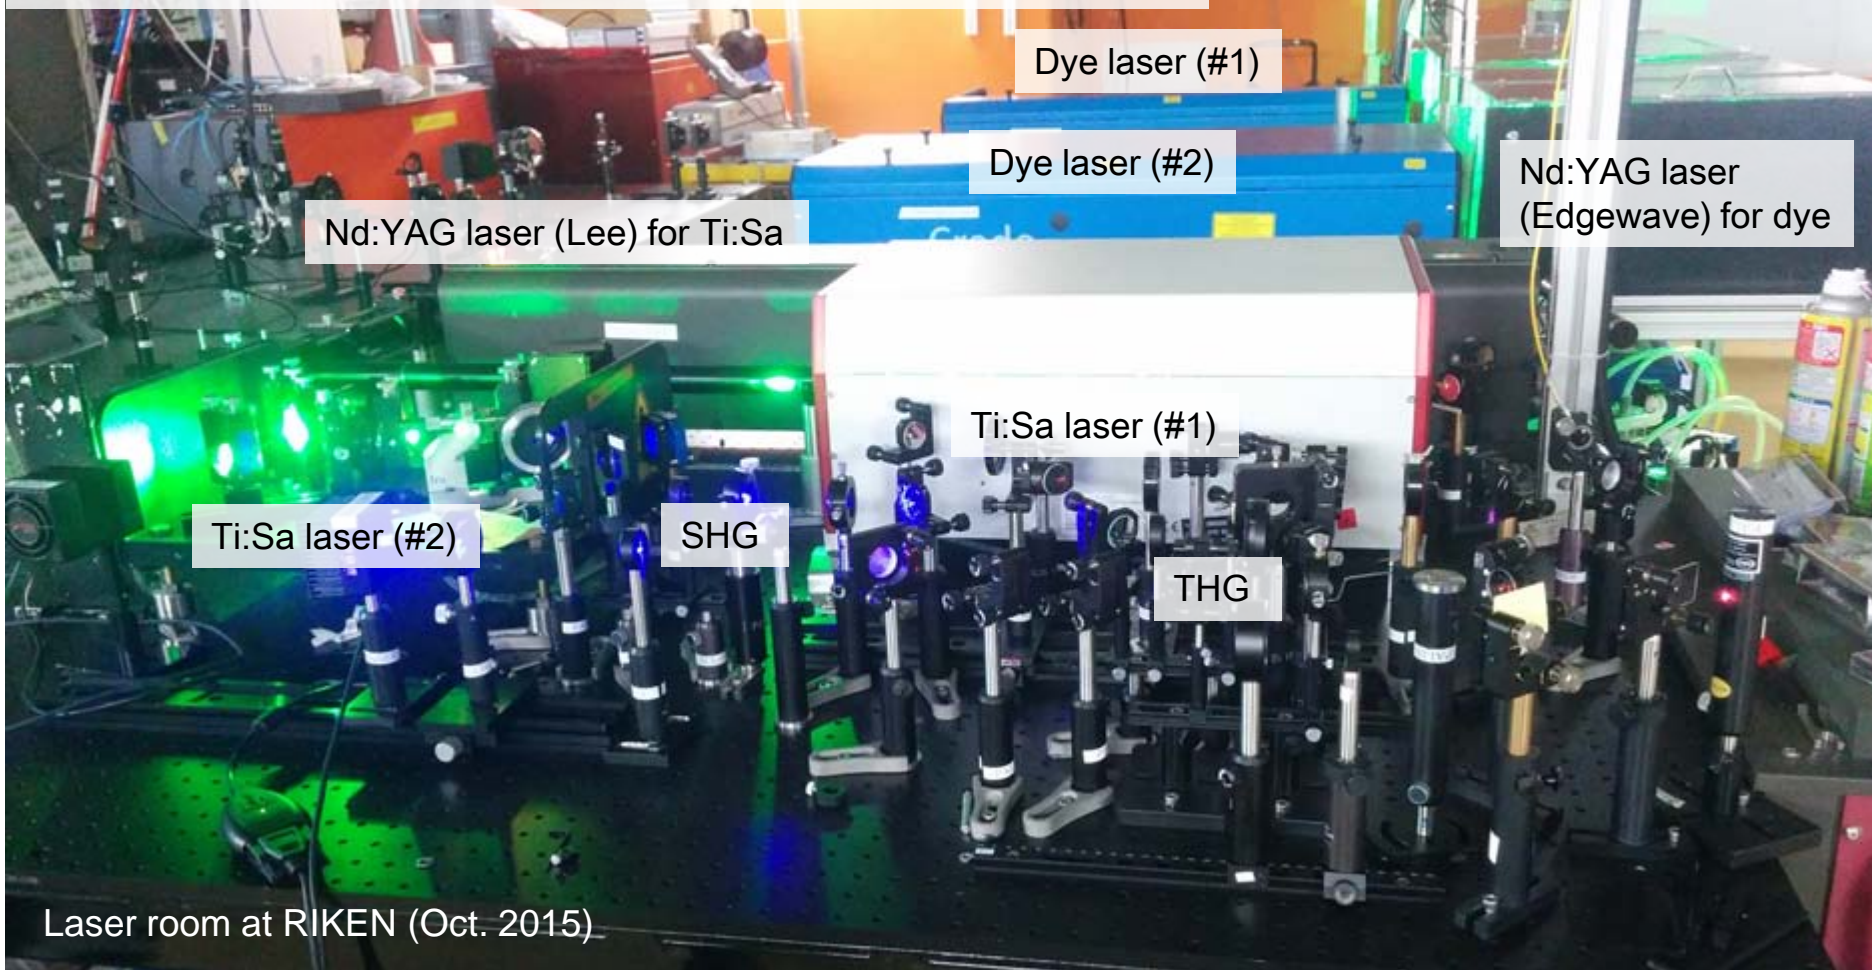 Dye laser (#1)
Dye laser (#2)
Nd:YAG laser
(Edgewave) for dye
Nd:YAG laser (Lee) for Ti:Sa
Ti:Sa laser (#1)
Ti:Sa laser (#2)
SHG
THG
Laser room at RIKEN (Oct. 2015)